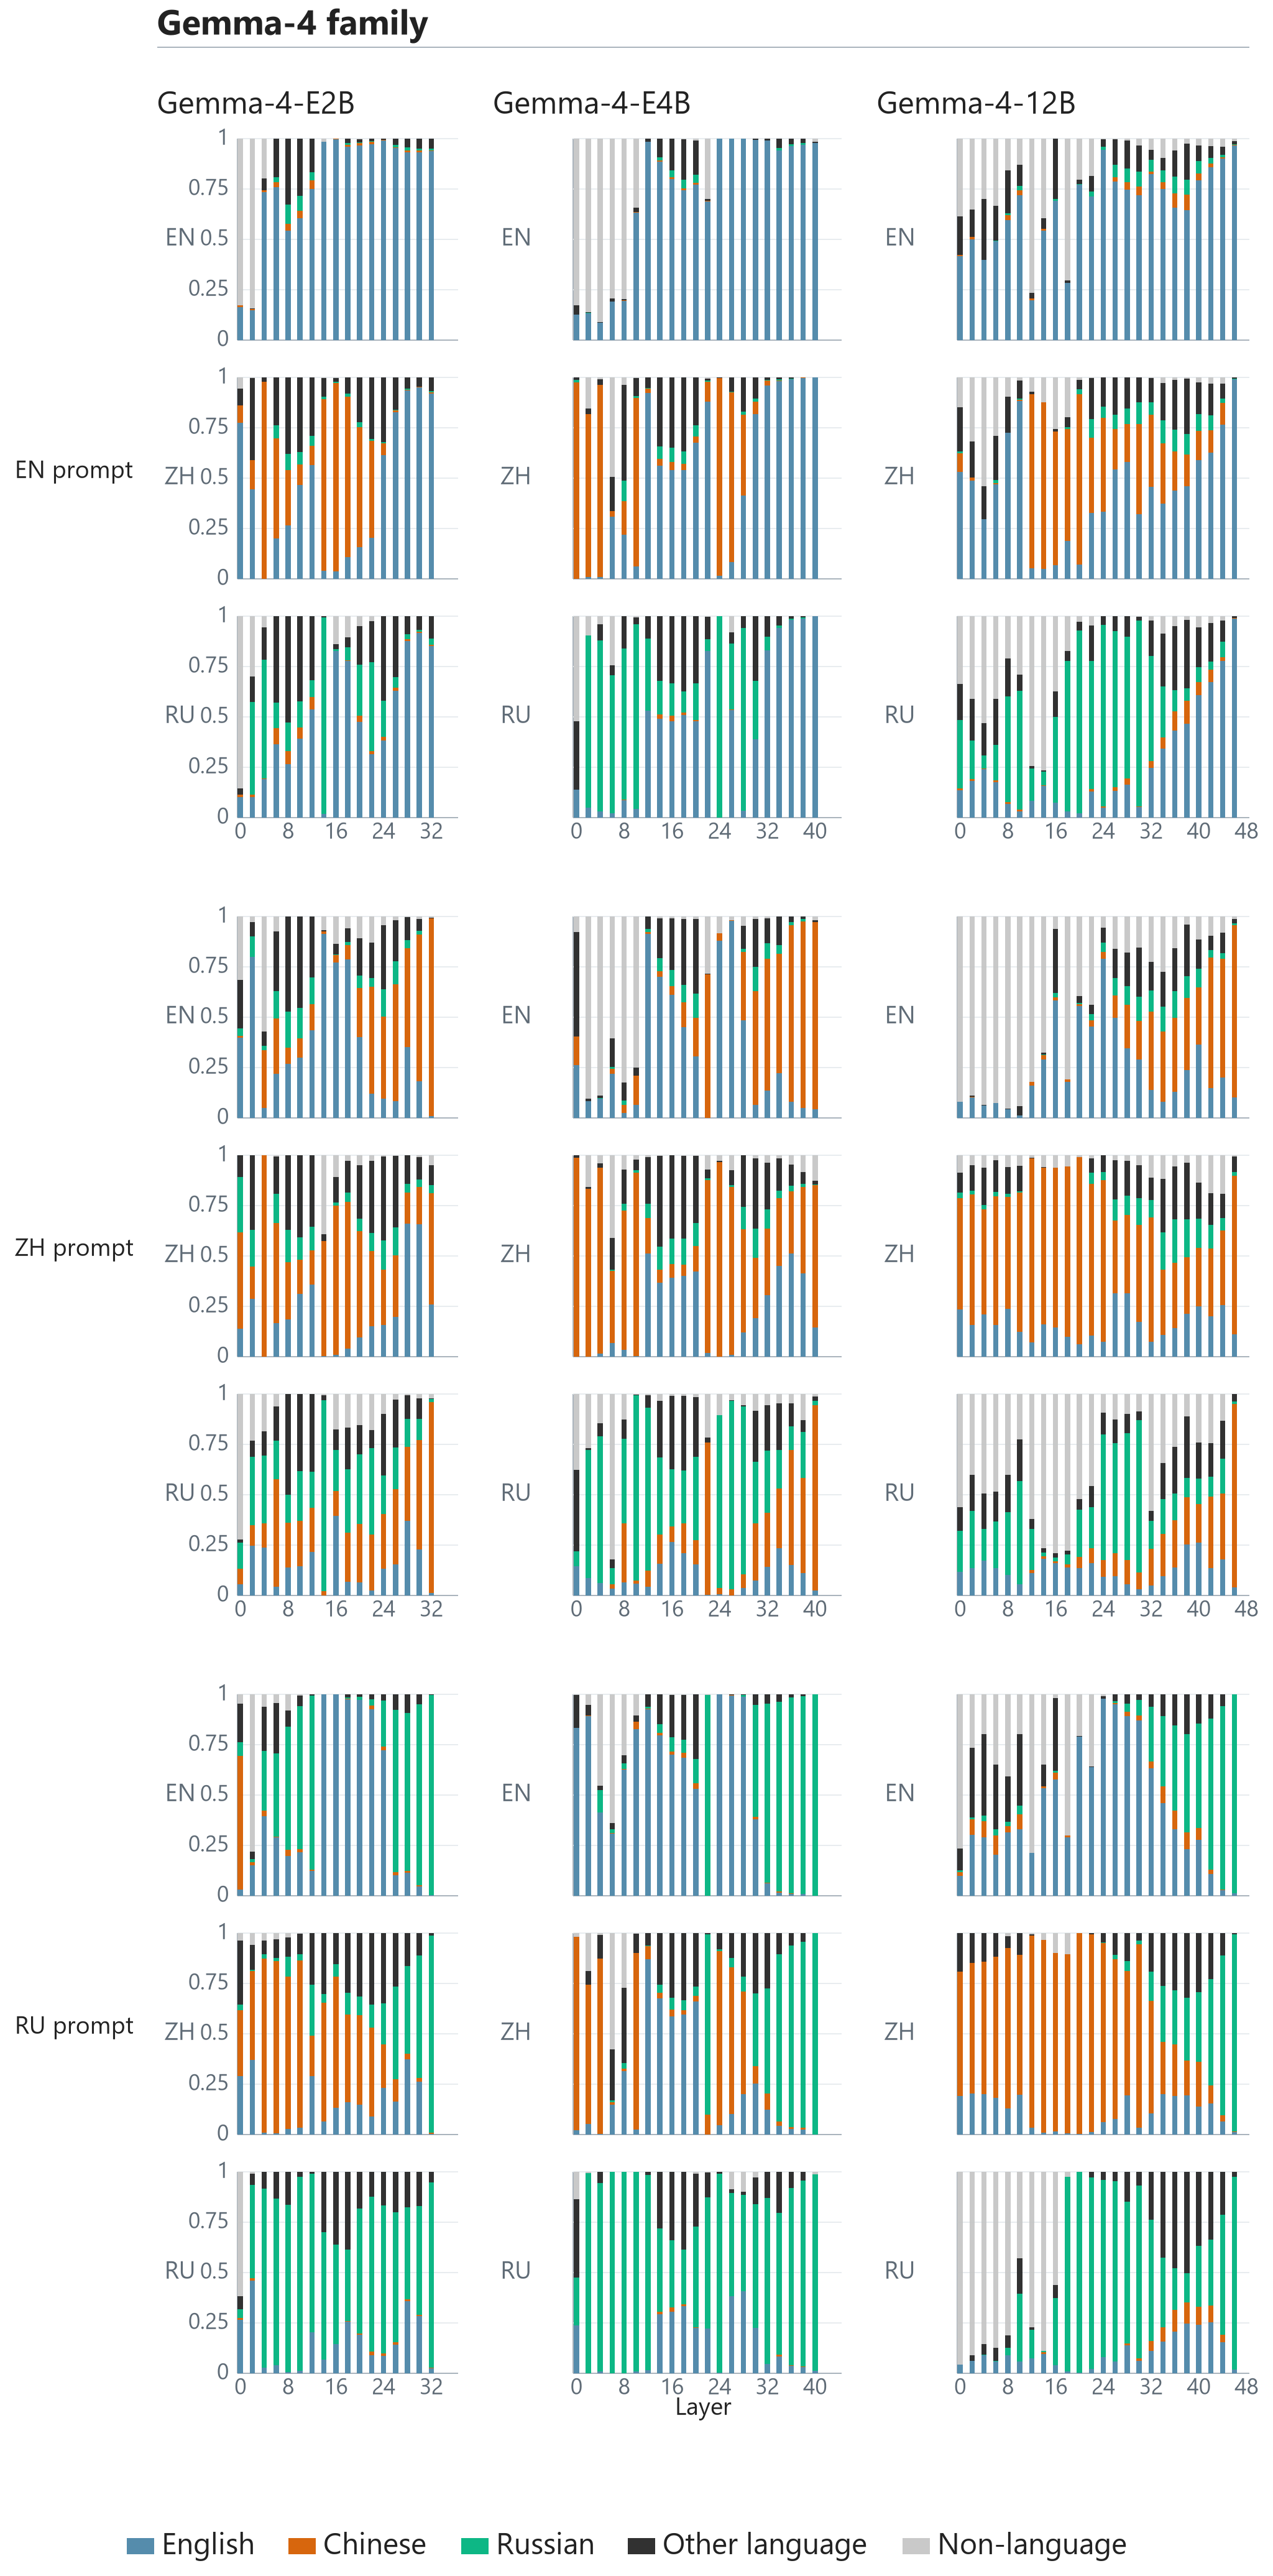 Gemma-4 family
Gemma-4-E2B Gemma-4-E4B Gemma-4-12B
1
0.75
EN 0.5 EN EN
0.25
0
1
0.75
EN prompt ZH 0.5 ZH ZH
0.25
0
1
0.75
RU 0.5 RU RU
0.25
0
0 8 16 24 32 0 8 16 24 32 40 0 8 16 24 32 40 48
1
0.75
EN 0.5 EN EN
0.25
0
1
0.75
ZH prompt ZH 0.5 ZH ZH
0.25
0
1
0.75
RU 0.5 RU RU
0.25
0
0 8 16 24 32 0 8 16 24 32 40 0 8 16 24 32 40 48
1
0.75
EN 0.5 EN EN
0.25
0
1
0.75
RU prompt ZH 0.5 ZH ZH
0.25
0
1
0.75
RU 0.5 RU RU
0.25
0
0 8 16 24 32 0 8 16 24 32 40 0 8 16 24 32 40 48
Layer
English Chinese Russian Other language Non-language